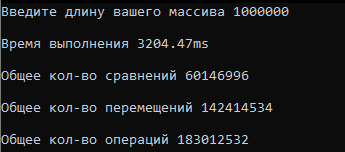 Введите длину вашего массива 1000000
Время выполнения 3204.47ms
Общее кол-во сравнений 60146996
Общее кол-во перемещений 142414534
Общее кол-во операций 183012532